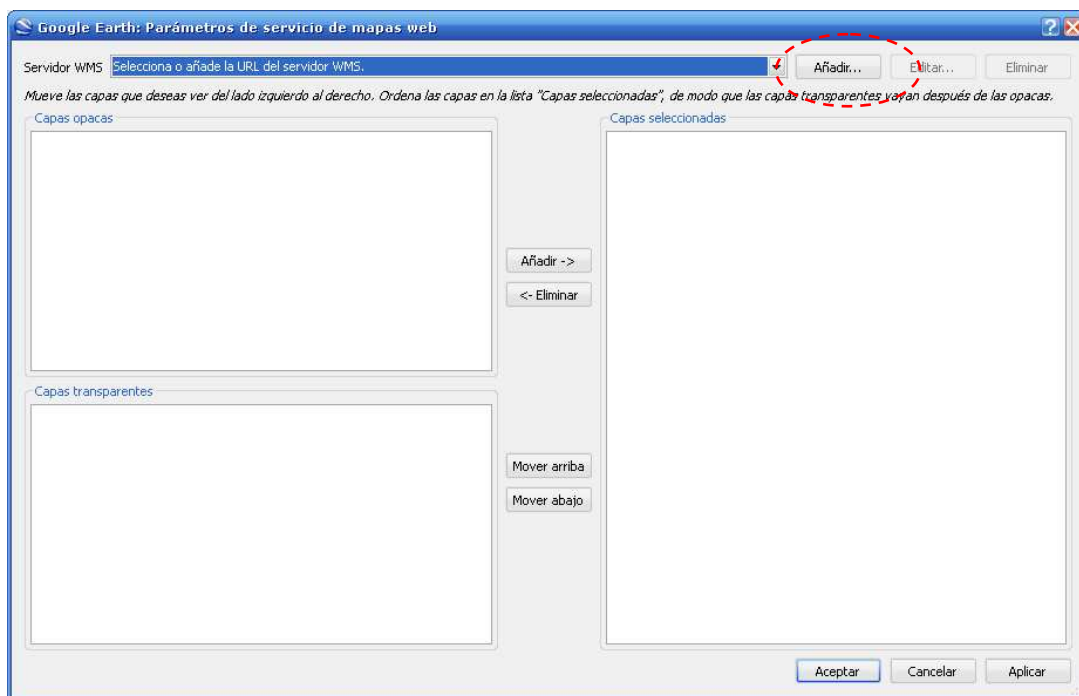 Google Earth: Parámetros de servicio de mapas web
Servidor WMS Selecciona o añade la URL del servidor WMS. Añadir... Editar... Eliminar
Mueve las capas que deseas ver del lado izquierdo al derecho. Ordena las capas en la lista "Capas seleccionadas", de modo que las capas transparentes vayan después de las opacas.
Capas opacas
Capas seleccionadas
Añadir ->
<- Eliminar
Capas transparentes
Mover arriba
Mover abajo
Aceptar Cancelar Aplicar